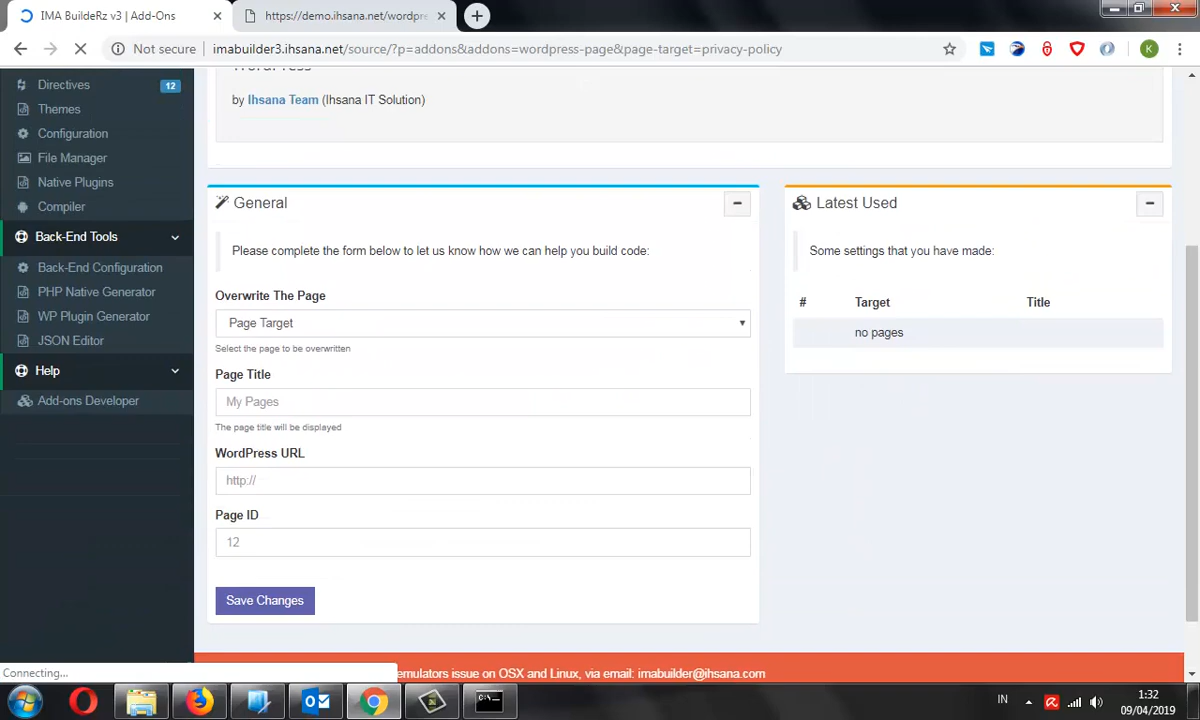 IMA BuildeRz v3 | Add-Ons
https://demo.ihsana.net/wordpre
Not secure
imabuilder3.ihsana.net/source/?p=addons&addons=wordpress-page&page-target=privacy-policy
K
Directives 12
Themes
Configuration
File Manager
Native Plugins
Compiler
Back-End Tools
Back-End Configuration
PHP Native Generator
WP Plugin Generator
JSON Editor
Help
Add-ons Developer
WordPress
by Ihsana Team (Ihsana IT Solution)
General
Please complete the form below to let us know how we can help you build code:
Overwrite The Page
Page Target
Select the page to be overwritten
Page Title
My Pages
The page title will be displayed
WordPress URL
http://
Page ID
12
Save Changes
Latest Used
Some settings that you have made:
# Target Title
no pages
Connecting...
emulators issue on OSX and Linux, via email: imabuilder@ihsana.com
IN
1:32
09/04/2019